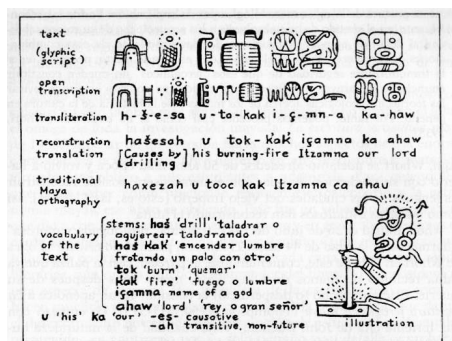 text
(glyphic
script)
open
transcription
transliteration h-š-e-sa u-to-kak i-ç-mn-a ka-haw
reconstruction hašesah u tok-kak içamna ka ahaw
translation [Causes by drilling] his burning-fire Itzamna our lord
traditional
Maya haxezah u tooc kak Itzamna ca ahau
orthography
vocabulary
of the
text
stems: haš 'drill' taladrar o
agujerear taladrando'
haš kak 'encender lumbre
frotando un palo con otro'
tok 'burn' 'quemar'
kak 'fire' 'fuego o lumbre
içamna name of a god
ahaw 'lord' 'rey, o gran señor'
u 'his' ka 'our' -es- causative
-ah transitive, non-future
illustration